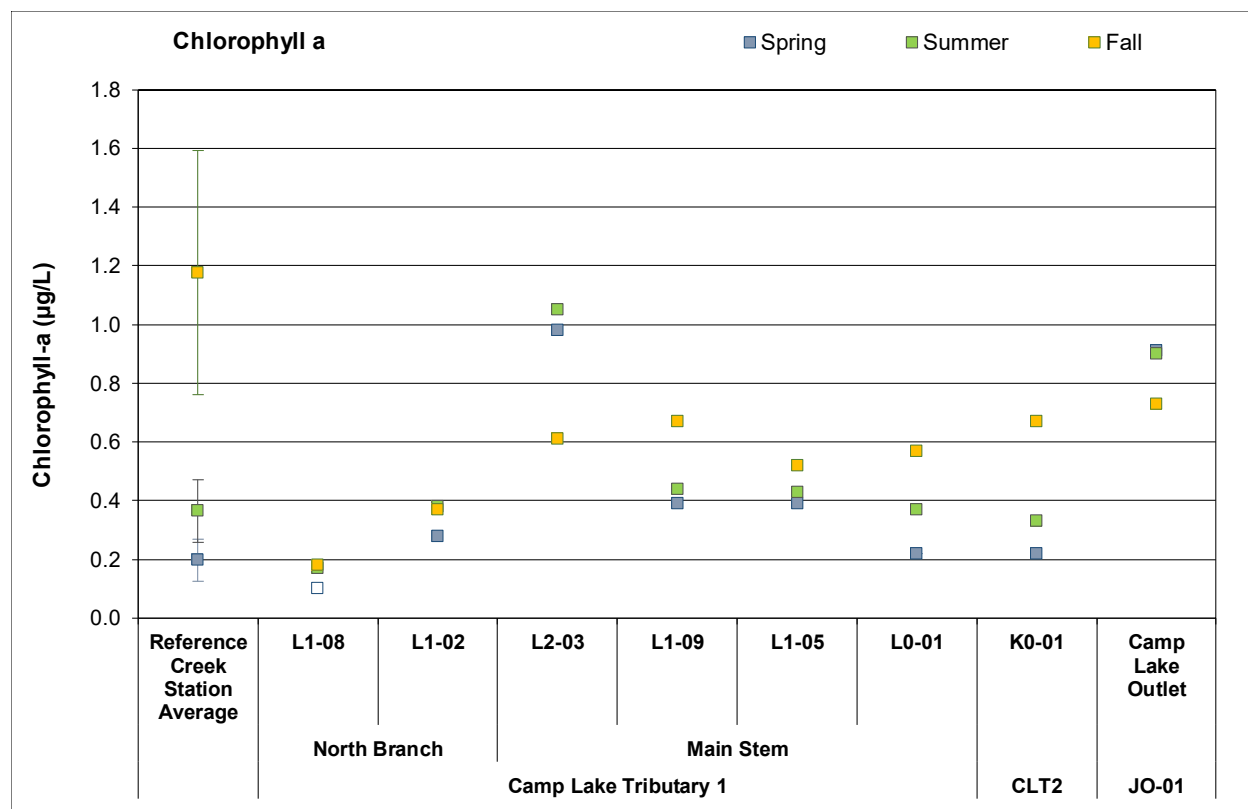 Chlorophyll a
Spring Summer Fall
Chlorophyll-a (µg/L)
1.8
1.6
1.4
1.2
1.0
0.8
0.6
0.4
0.2
0.0
Reference Creek Station Average
L1-08 L1-02 L2-03 L1-09 L1-05 L0-01 K0-01
Camp Lake Outlet
North Branch Main Stem
Camp Lake Tributary 1 CLT2 JO-01